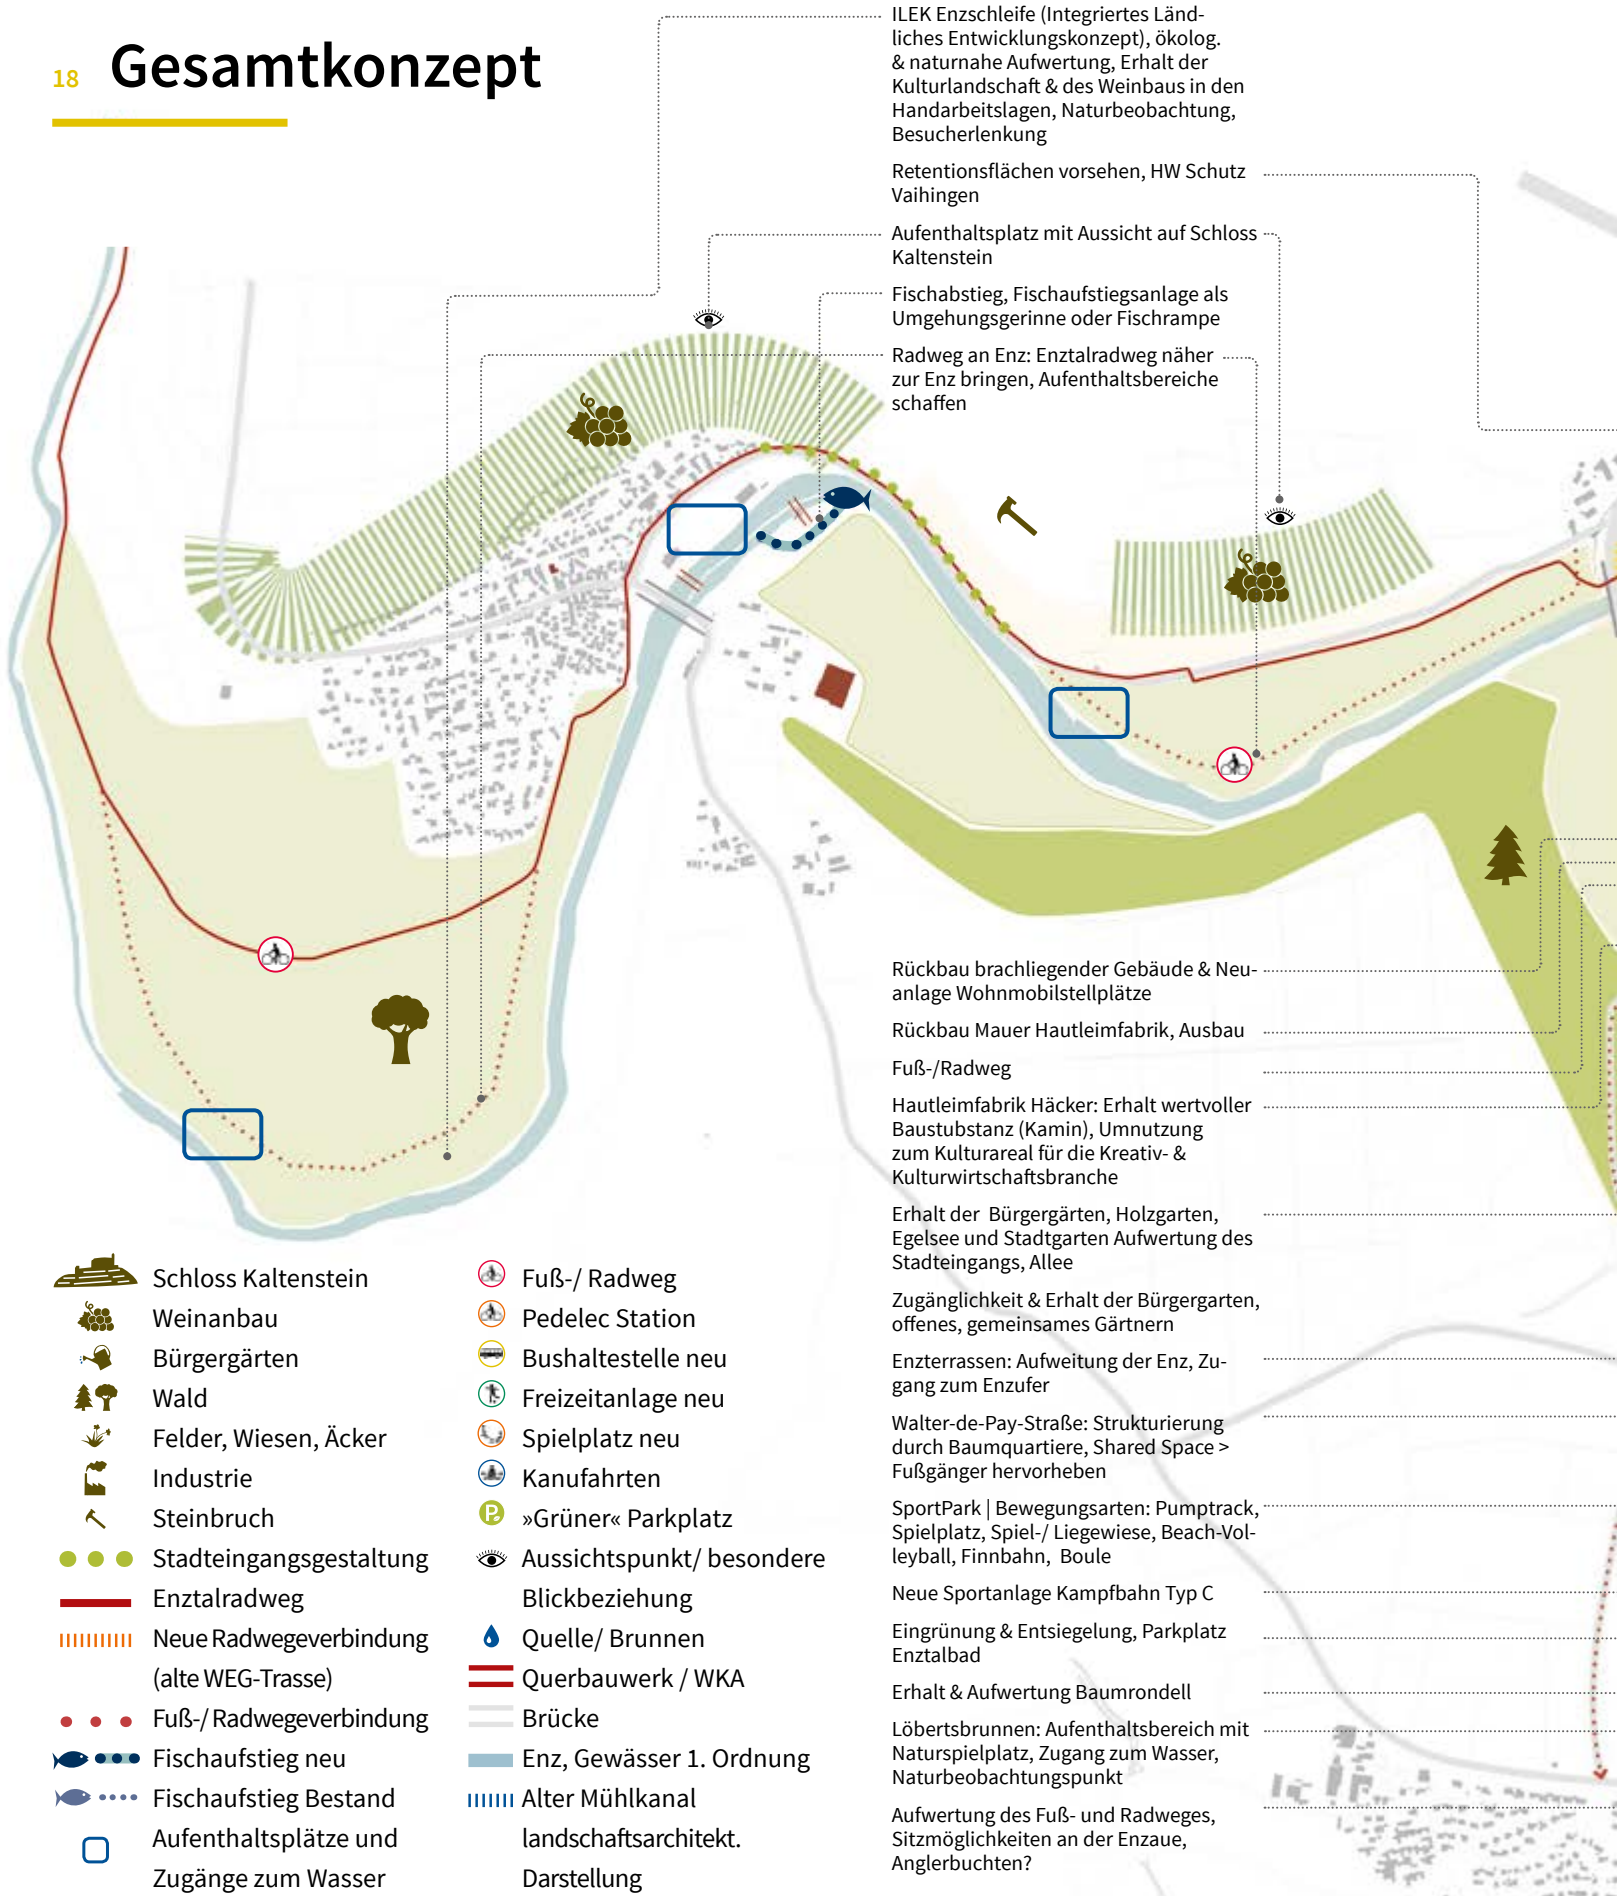 18 Gesamtkonzept
ILEK Enzschleife (Integriertes Länd-
liches Entwicklungskonzept), ökolog.
& naturnahe Aufwertung, Erhalt der
Kulturlandschaft & des Weinbaus in den
Handarbeitslagen, Naturbeobachtung,
Besucherlenkung
Retentionsflächen vorsehen, HW Schutz
Vaihingen
Aufenthaltsplatz mit Aussicht auf Schloss
Kaltenstein
Fischabstieg, Fischaufstiegsanlage als
Umgehungsgerinne oder Fischrampe
Radweg an Enz: Enztalradweg näher
zur Enz bringen, Aufenthaltsbereiche
schaffen
Rückbau brachliegender Gebäude & Neu-
anlage Wohnmobilstellplätze
Rückbau Mauer Hautleimfabrik, Ausbau
Fuß-/Radweg
Hautleimfabrik Häcker: Erhalt wertvoller
Baustubstanz (Kamin), Umnutzung
zum Kulturareal für die Kreativ- &
Kulturwirtschaftsbranche
Erhalt der Bürgergärten, Holzgarten,
Egelsee und Stadtgarten Aufwertung des
Stadteingangs, Allee
Zugänglichkeit & Erhalt der Bürgergarten,
offenes, gemeinsames Gärtnern
Enzterrassen: Aufweitung der Enz, Zu-
gang zum Enzufer
Walter-de-Pay-Straße: Strukturierung
durch Baumquartiere, Shared Space >
Fußgänger hervorheben
SportPark | Bewegungsarten: Pumptrack,
Spielplatz, Spiel-/ Liegewiese, Beach-Vol-
leyball, Finnbahn, Boule
Neue Sportanlage Kampfbahn Typ C
Eingrünung & Entsiegelung, Parkplatz
Enztalbad
Erhalt & Aufwertung Baumrondell
Löbertsbrunnen: Aufenthaltsbereich mit
Naturspielplatz, Zugang zum Wasser,
Naturbeobachtungspunkt
Aufwertung des Fuß- und Radweges,
Sitzmöglichkeiten an der Enzaue,
Anglerbuchten?
Schloss Kaltenstein
Weinanbau
Bürgergärten
Wald
Felder, Wiesen, Äcker
Industrie
Steinbruch
Stadteingangsgestaltung
Enztalradweg
Neue Radwegeverbindung
(alte WEG-Trasse)
Fuß-/ Radwegeverbindung
Fischaufstieg neu
Fischaufstieg Bestand
Aufenthaltsplätze und
Zugänge zum Wasser
Fuß-/ Radweg
Pedelec Station
Bushaltestelle neu
Freizeitanlage neu
Spielplatz neu
Kanufahrten
P »Grüner« Parkplatz
Aussichtspunkt/ besondere
Blickbeziehung
Quelle/ Brunnen
Querbauwerk / WKA
Brücke
Enz, Gewässer 1. Ordnung
Alter Mühlkanal
landschaftsarchitekt.
Darstellung